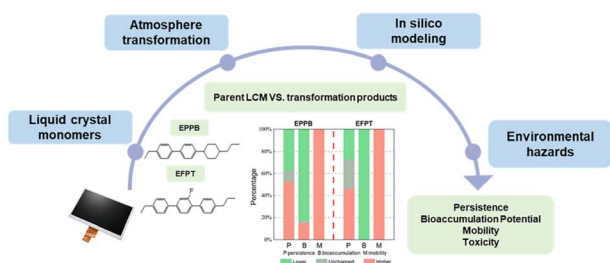 Atmosphere
transformation
In silico
modeling
Liquid crystal
monomers
Parent LCM VS. transformation products
Environmental
hazards
EPPB
EFPT
F
EPPB EFPT
Percentage
100%
80%
60%
40%
20%
0%
P B M P B M
P persistence B bioaccumulation M mobility
Lower Unchanged Higher
Persistence
Bioaccumulation Potential
Mobility
Toxicity